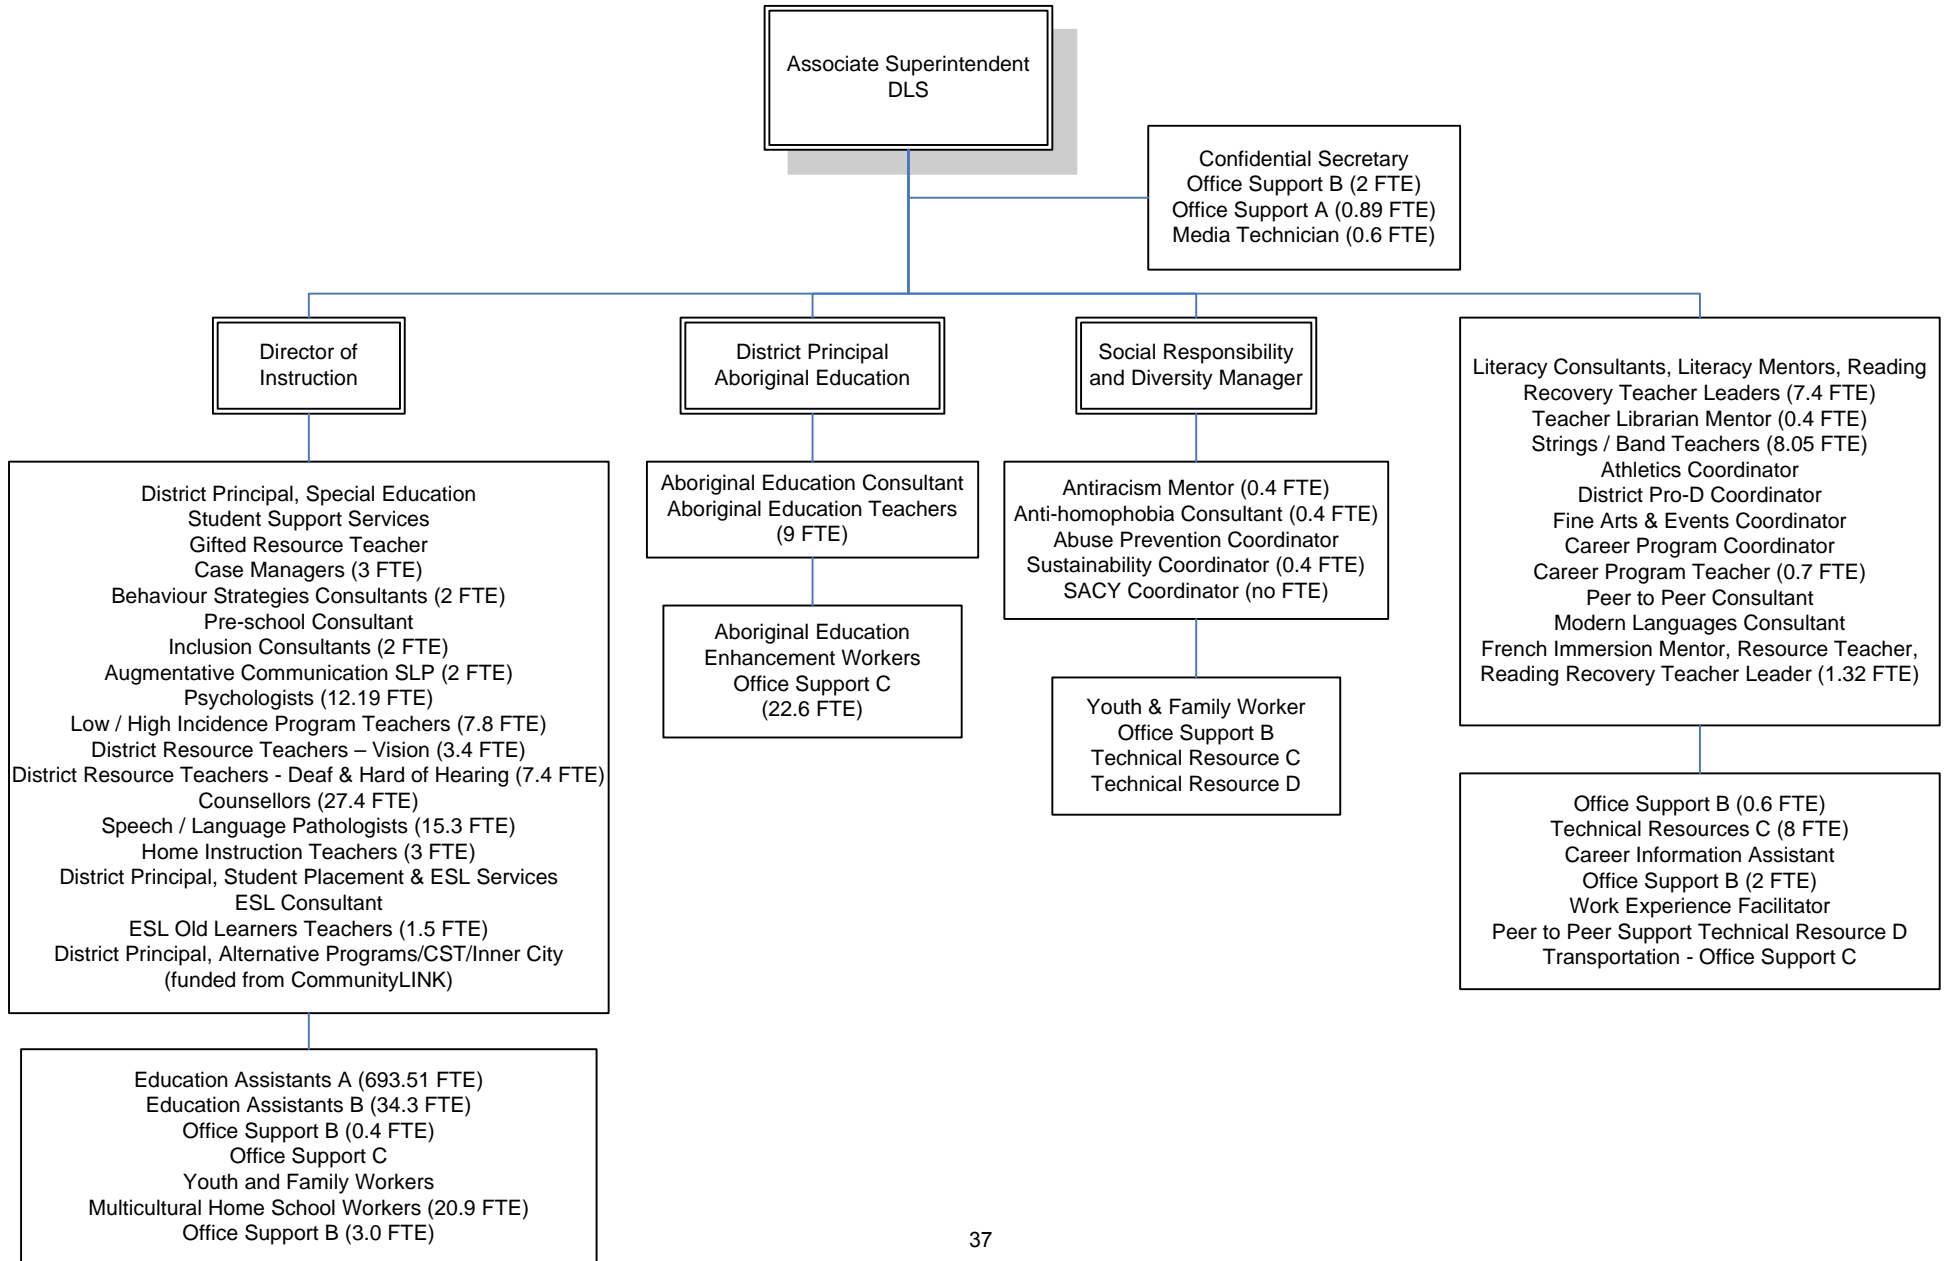 Associate Superintendent
DLS
Confidential Secretary
Office Support B (2 FTE)
Office Support A (0.89 FTE)
Media Technician (0.6 FTE)
Director of
Instruction
District Principal
Aboriginal Education
Social Responsibility
and Diversity Manager
Literacy Consultants, Literacy Mentors, Reading
Recovery Teacher Leaders (7.4 FTE)
Teacher Librarian Mentor (0.4 FTE)
Strings / Band Teachers (8.05 FTE)
Athletics Coordinator
District Pro-D Coordinator
Fine Arts & Events Coordinator
Career Program Coordinator
Career Program Teacher (0.7 FTE)
Peer to Peer Consultant
Modern Languages Consultant
French Immersion Mentor, Resource Teacher,
Reading Recovery Teacher Leader (1.32 FTE)
District Principal, Special Education
Student Support Services
Gifted Resource Teacher
Case Managers (3 FTE)
Behaviour Strategies Consultants (2 FTE)
Pre-school Consultant
Inclusion Consultants (2 FTE)
Augmentative Communication SLP (2 FTE)
Psychologists (12.19 FTE)
Low / High Incidence Program Teachers (7.8 FTE)
District Resource Teachers – Vision (3.4 FTE)
District Resource Teachers - Deaf & Hard of Hearing (7.4 FTE)
Counsellors (27.4 FTE)
Speech / Language Pathologists (15.3 FTE)
Home Instruction Teachers (3 FTE)
District Principal, Student Placement & ESL Services
ESL Consultant
ESL Old Learners Teachers (1.5 FTE)
District Principal, Alternative Programs/CST/Inner City
(funded from CommunityLINK)
Aboriginal Education Consultant
Aboriginal Education Teachers
(9 FTE)
Antiracism Mentor (0.4 FTE)
Anti-homophobia Consultant (0.4 FTE)
Abuse Prevention Coordinator
Sustainability Coordinator (0.4 FTE)
SACY Coordinator (no FTE)
Aboriginal Education
Enhancement Workers
Office Support C
(22.6 FTE)
Youth & Family Worker
Office Support B
Technical Resource C
Technical Resource D
Office Support B (0.6 FTE)
Technical Resources C (8 FTE)
Career Information Assistant
Office Support B (2 FTE)
Work Experience Facilitator
Peer to Peer Support Technical Resource D
Transportation - Office Support C
Education Assistants A (693.51 FTE)
Education Assistants B (34.3 FTE)
Office Support B (0.4 FTE)
Office Support C
Youth and Family Workers
Multicultural Home School Workers (20.9 FTE)
Office Support B (3.0 FTE)
37